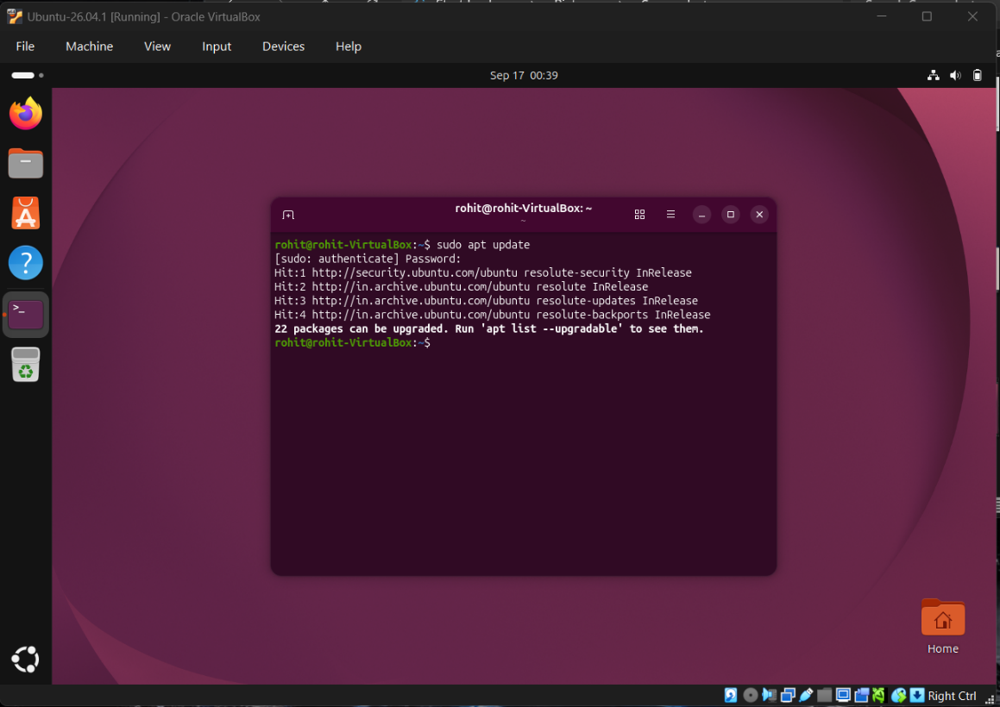 Ubuntu-26.04.1 [Running] - Oracle VirtualBox
File Machine View Input Devices Help
Sep 17 00:39
rohit@rohit-VirtualBox: ~
~
rohit@rohit-VirtualBox:~$ sudo apt update
[sudo: authenticate] Password:
Hit:1 http://security.ubuntu.com/ubuntu resolute-security InRelease
Hit:2 http://in.archive.ubuntu.com/ubuntu resolute InRelease
Hit:3 http://in.archive.ubuntu.com/ubuntu resolute-updates InRelease
Hit:4 http://in.archive.ubuntu.com/ubuntu resolute-backports InRelease
22 packages can be upgraded. Run 'apt list --upgradable' to see them.
rohit@rohit-VirtualBox:~$
Home
Right Ctrl